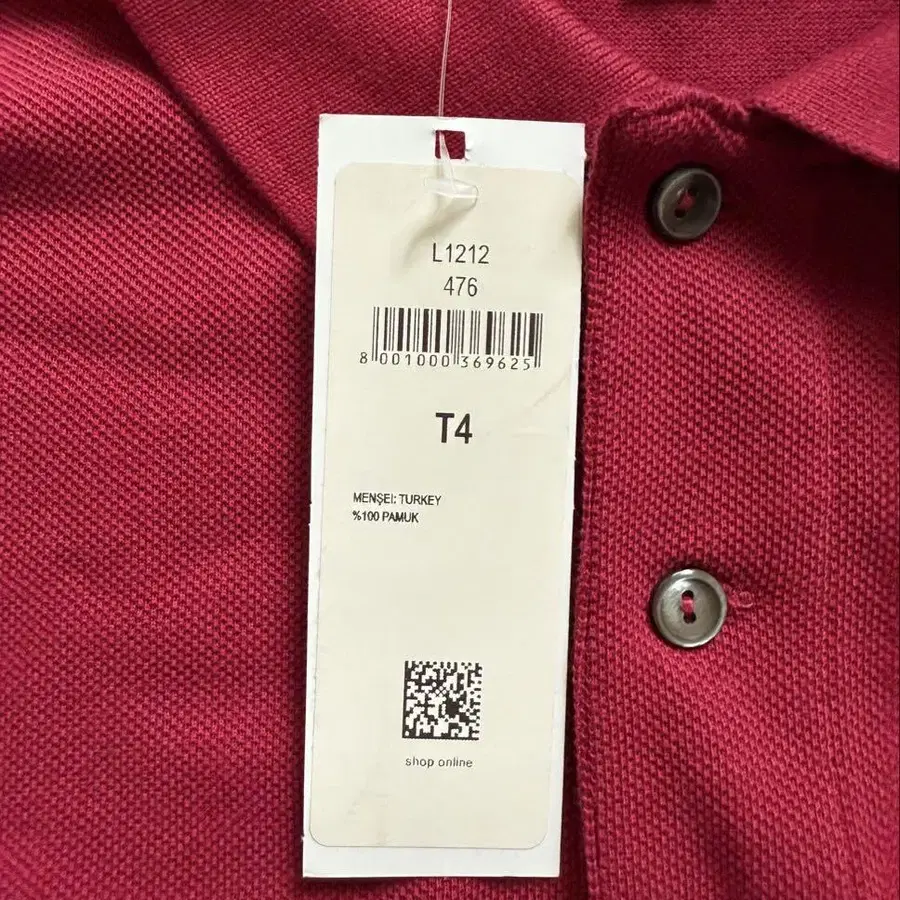 L1212
476
8 001000 369625
T4
MENŞEİ: TURKEY
%100 PAMUK
shop online